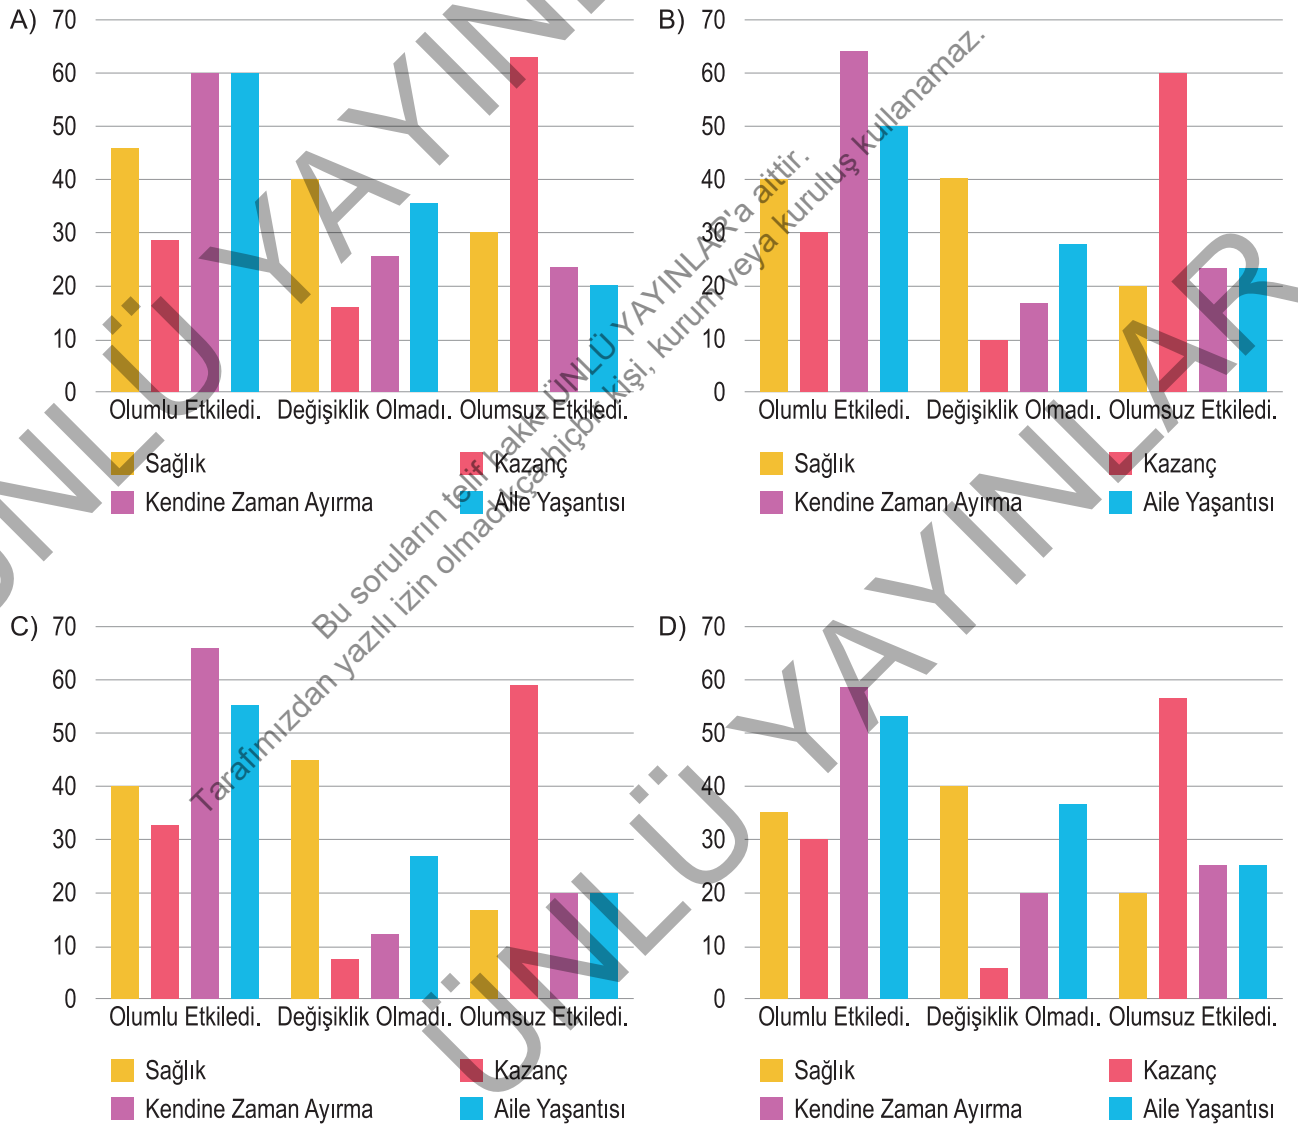 A)
70
60
50
40
30
20
10
0
Olumlu Etkiledi. Değişiklik Olmadı. Olumsuz Etkiledi.
Sağlık
Kazanç
Kendine Zaman Ayırma
Aile Yaşantısı
B)
70
60
50
40
30
20
10
0
Olumlu Etkiledi. Değişiklik Olmadı. Olumsuz Etkiledi.
Sağlık
Kazanç
Kendine Zaman Ayırma
Aile Yaşantısı
C)
70
60
50
40
30
20
10
0
Olumlu Etkiledi. Değişiklik Olmadı. Olumsuz Etkiledi.
Sağlık
Kazanç
Kendine Zaman Ayırma
Aile Yaşantısı
D)
70
60
50
40
30
20
10
0
Olumlu Etkiledi. Değişiklik Olmadı. Olumsuz Etkiledi.
Sağlık
Kazanç
Kendine Zaman Ayırma
Aile Yaşantısı
ÜNLÜ YAYIN
Bu soruların telif hakkı ÜNLÜ YAYINLAR'a aittir.
Tarafımızdan yazılı izin olmadıkça hiçbir kişi, kurum veya kuruluş kullanamaz.
ÜNLÜ YAYINLAR